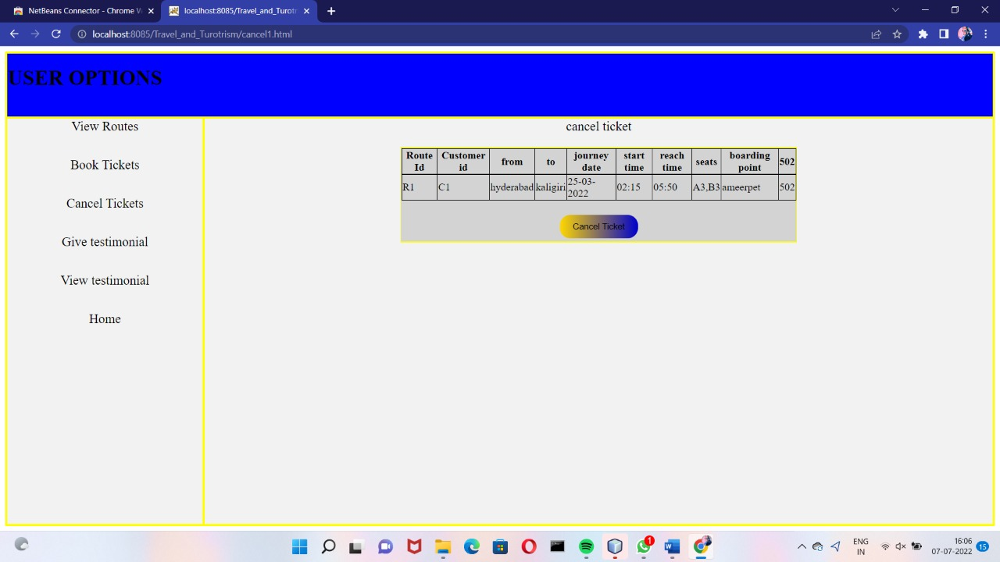 NetBeans Connector - Chrome W
localhost:8085/Travel_and_Turotri
localhost:8085/Travel_and_Turotrism/cancel1.html
USER OPTIONS
View Routes
Book Tickets
Cancel Tickets
Give testimonial
View testimonial
Home
cancel ticket
Route Id Customer id from to journey date start time reach time seats boarding point 502
R1 C1 hyderabad kaligiri 25-03-2022 02:15 05:50 A3,B3 ameerpet 502
Cancel Ticket
1
ENG
IN
16:06
07-07-2022
15